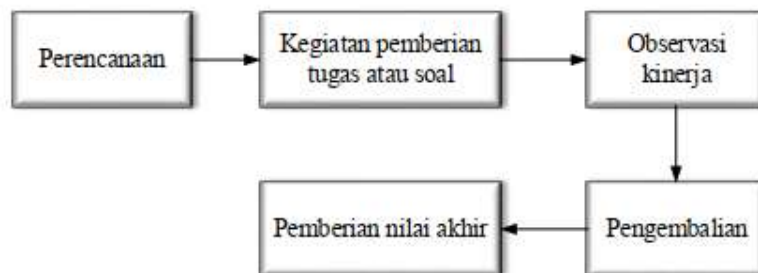 Perencanaan
Kegiatan pemberian
tugas atau soal
Observasi
kinerja
Pengembalian
Pemberian nilai akhir